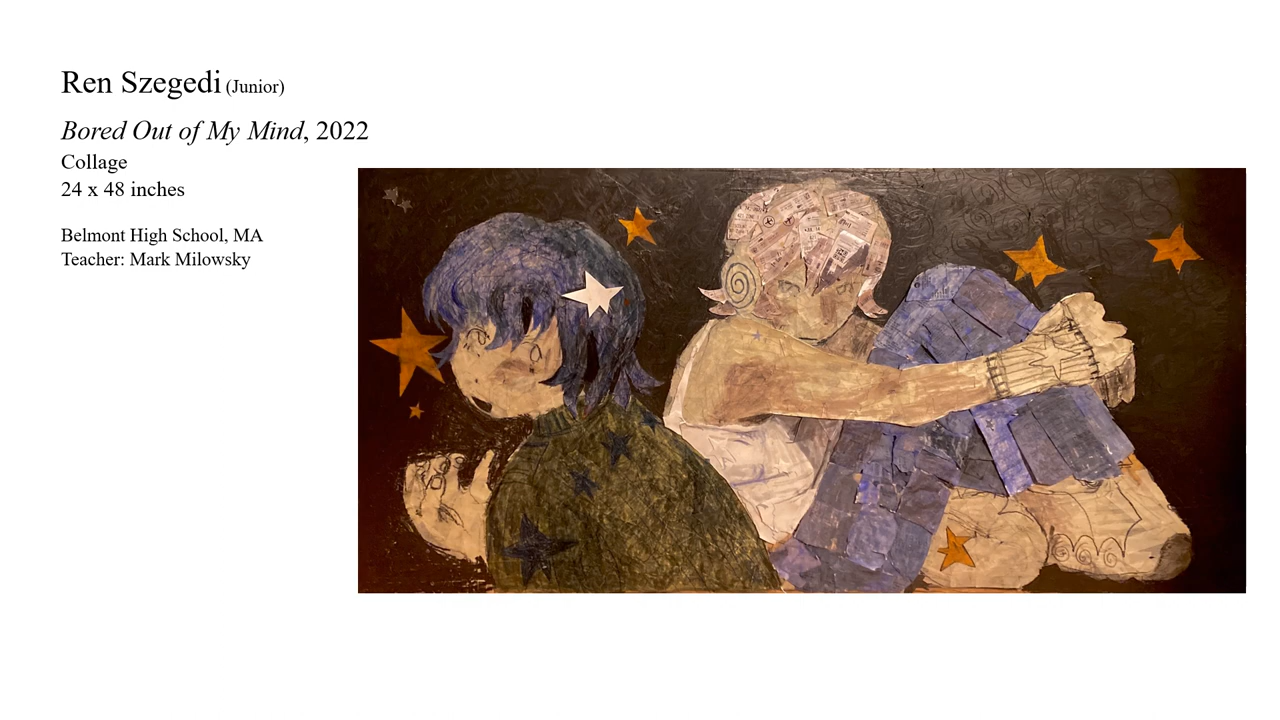 Ren Szegedi (Junior)
Bored Out of My Mind, 2022
Collage
24 x 48 inches
Belmont High School, MA
Teacher: Mark Milowsky